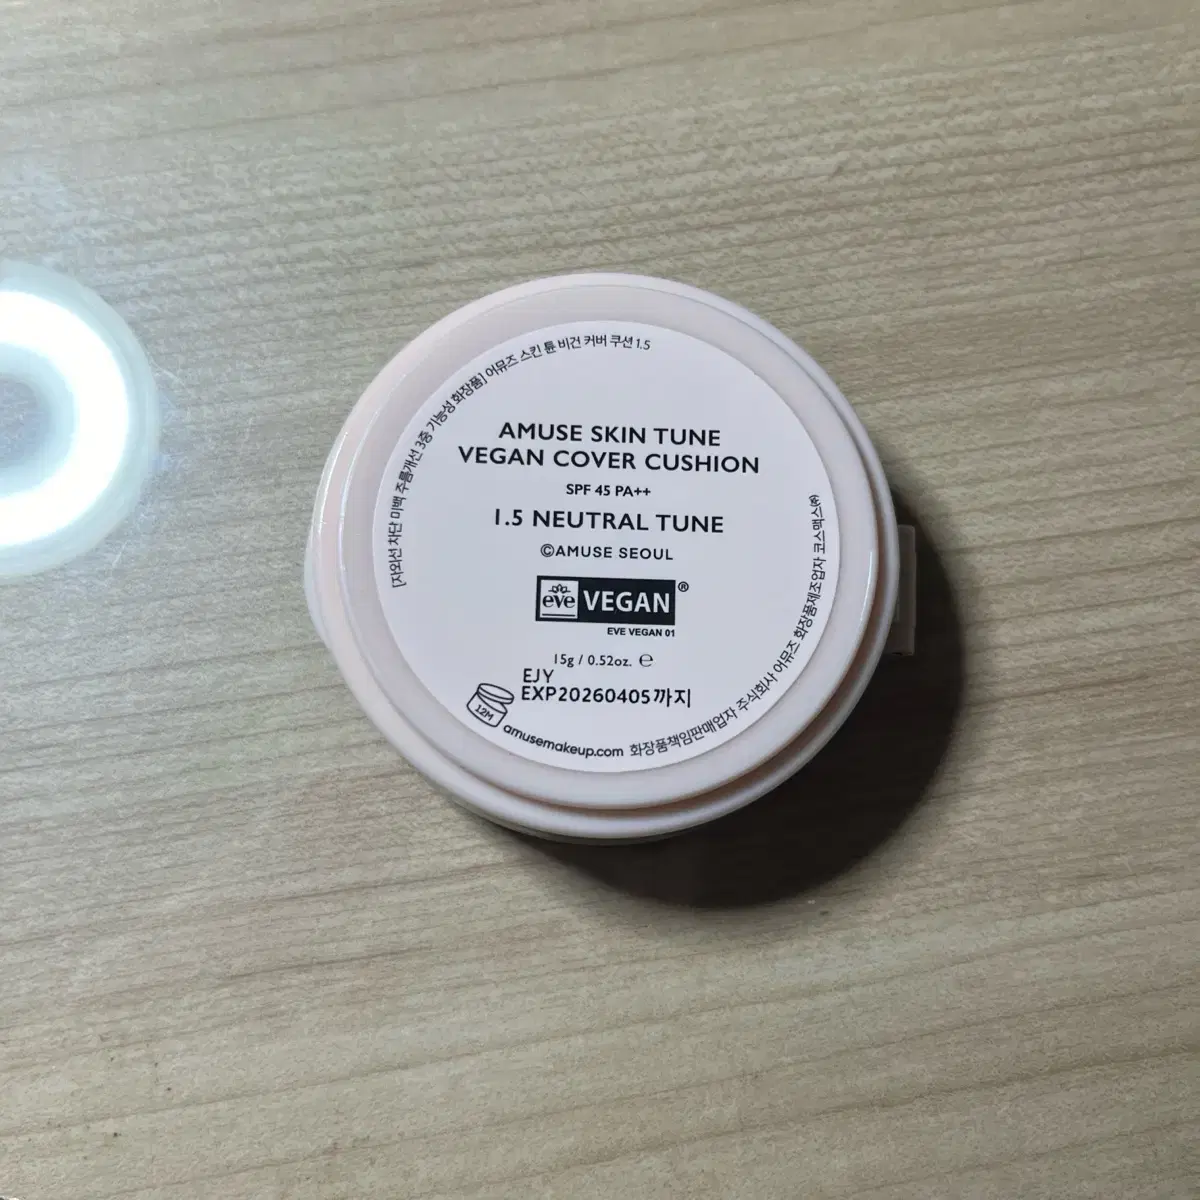 [자외선 차단 미백 주름개선 3중 기능성 화장품] 어뮤즈 스킨 튠 비건 커버 쿠션 1.5
AMUSE SKIN TUNE
VEGAN COVER CUSHION
SPF 45 PA++
1.5 NEUTRAL TUNE
©AMUSE SEOUL
eve VEGAN®
EVE VEGAN 01
15g / 0.52oz. ℮
EJY
EXP20260405까지
12M
amusemakeup.com 화장품책임판매업자 주식회사 어뮤즈 화장품제조업자 코스맥스㈜